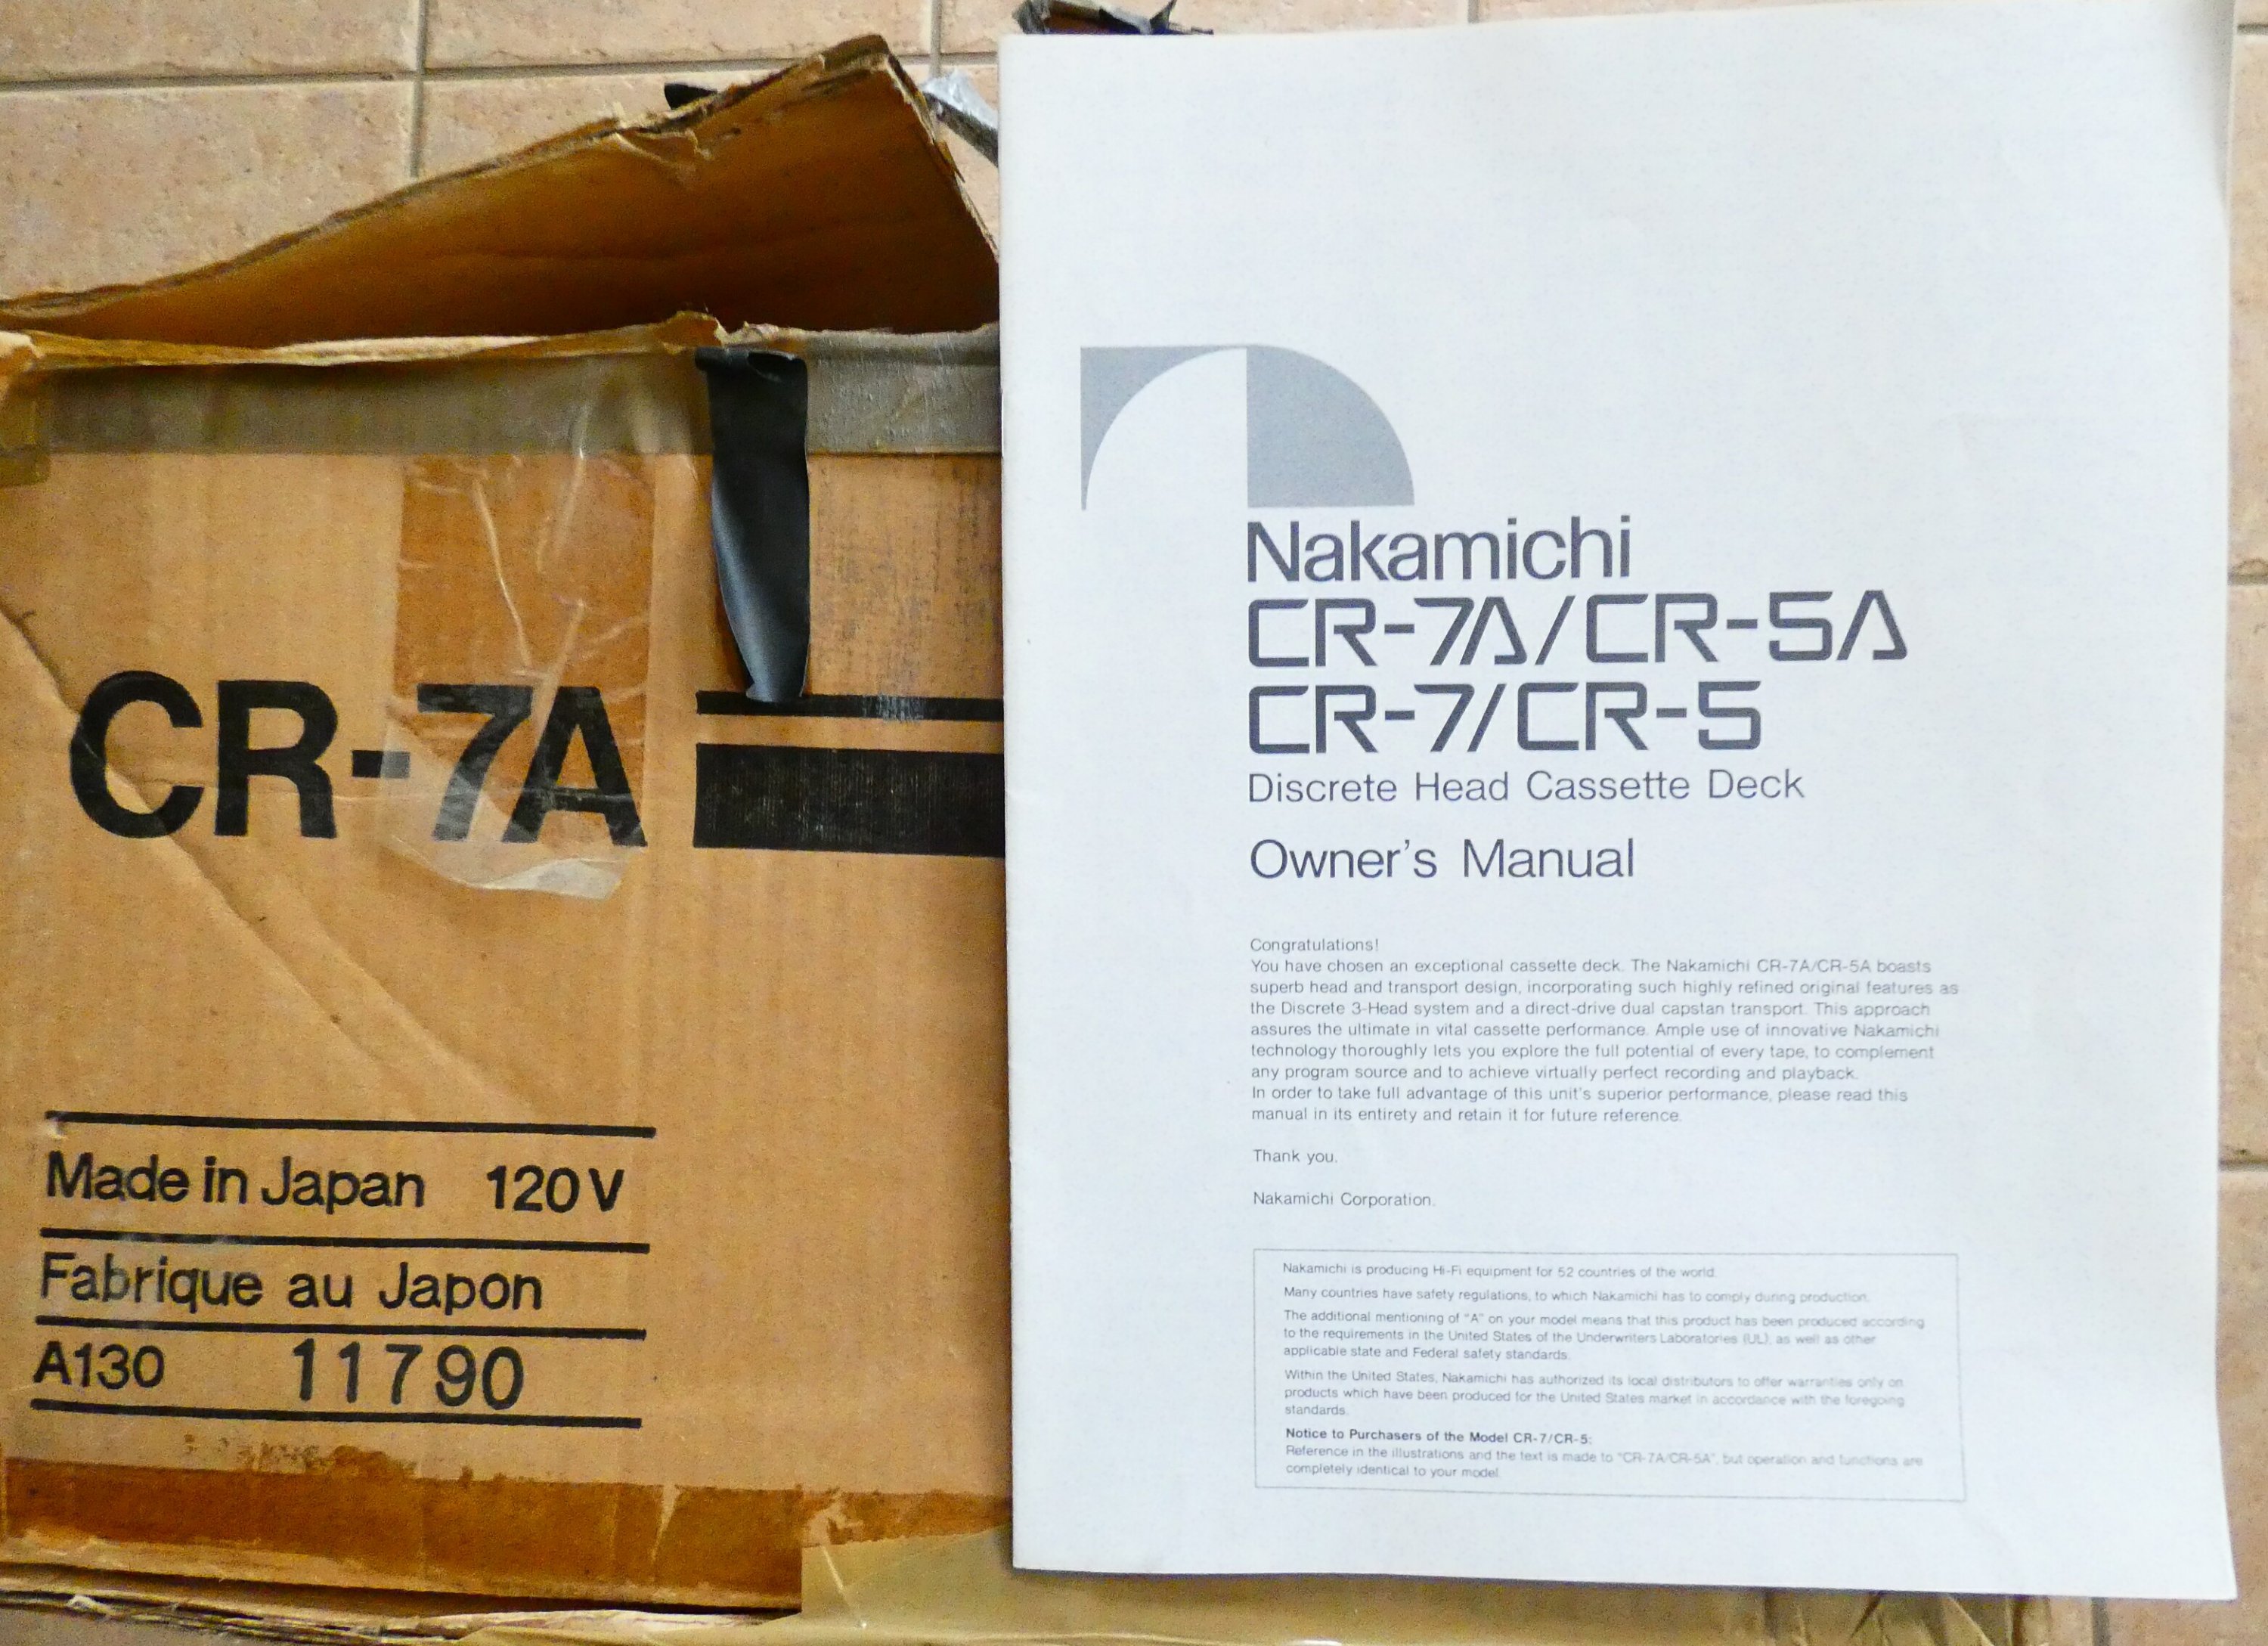 CR-7A
Made in Japan 120V
Fabrique au Japon
A130 11790
Nakamichi
CR-7A/CR-5A
CR-7/CR-5
Discrete Head Cassette Deck
Owner's Manual
Congratulations!
You have chosen an exceptional cassette deck. The Nakamichi CR-7A/CR-5A boasts
superb head and transport design, incorporating such highly refined original features as
the Discrete 3-Head system and a direct-drive dual capstan transport. This approach
assures the ultimate in vital cassette performance. Ample use of innovative Nakamichi
technology thoroughly lets you explore the full potential of every tape, to complement
any program source and to achieve virtually perfect recording and playback.
In order to take full advantage of this unit's superior performance, please read this
manual in its entirety and retain it for future reference.
Thank you.
Nakamichi Corporation.
Nakamichi is producing Hi-Fi equipment for 52 countries of the world.
Many countries have safety regulations, to which Nakamichi has to comply during production.
The additional mentioning of "A" on your model means that this product has been produced according
to the requirements in the United States of the Underwriters Laboratories (UL), as well as other
applicable state and Federal safety standards.
Within the United States, Nakamichi has authorized its local distributors to offer warranties only on
products which have been produced for the United States market in accordance with the foregoing
standards.
Notice to Purchasers of the Model CR-7/CR-5:
Reference in the illustrations and the text is made to "CR-7A/CR-5A", but operation and functions are
completely identical to your model.